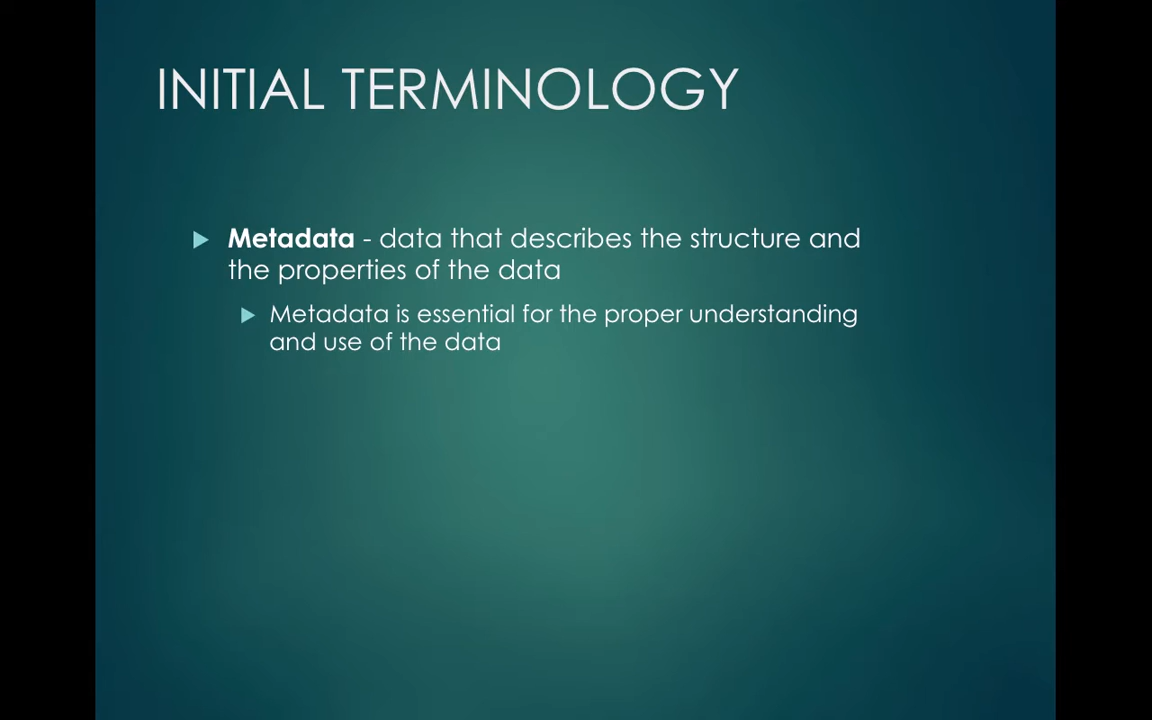 INITIAL TERMINOLOGY
Metadata - data that describes the structure and
the properties of the data
Metadata is essential for the proper understanding
and use of the data